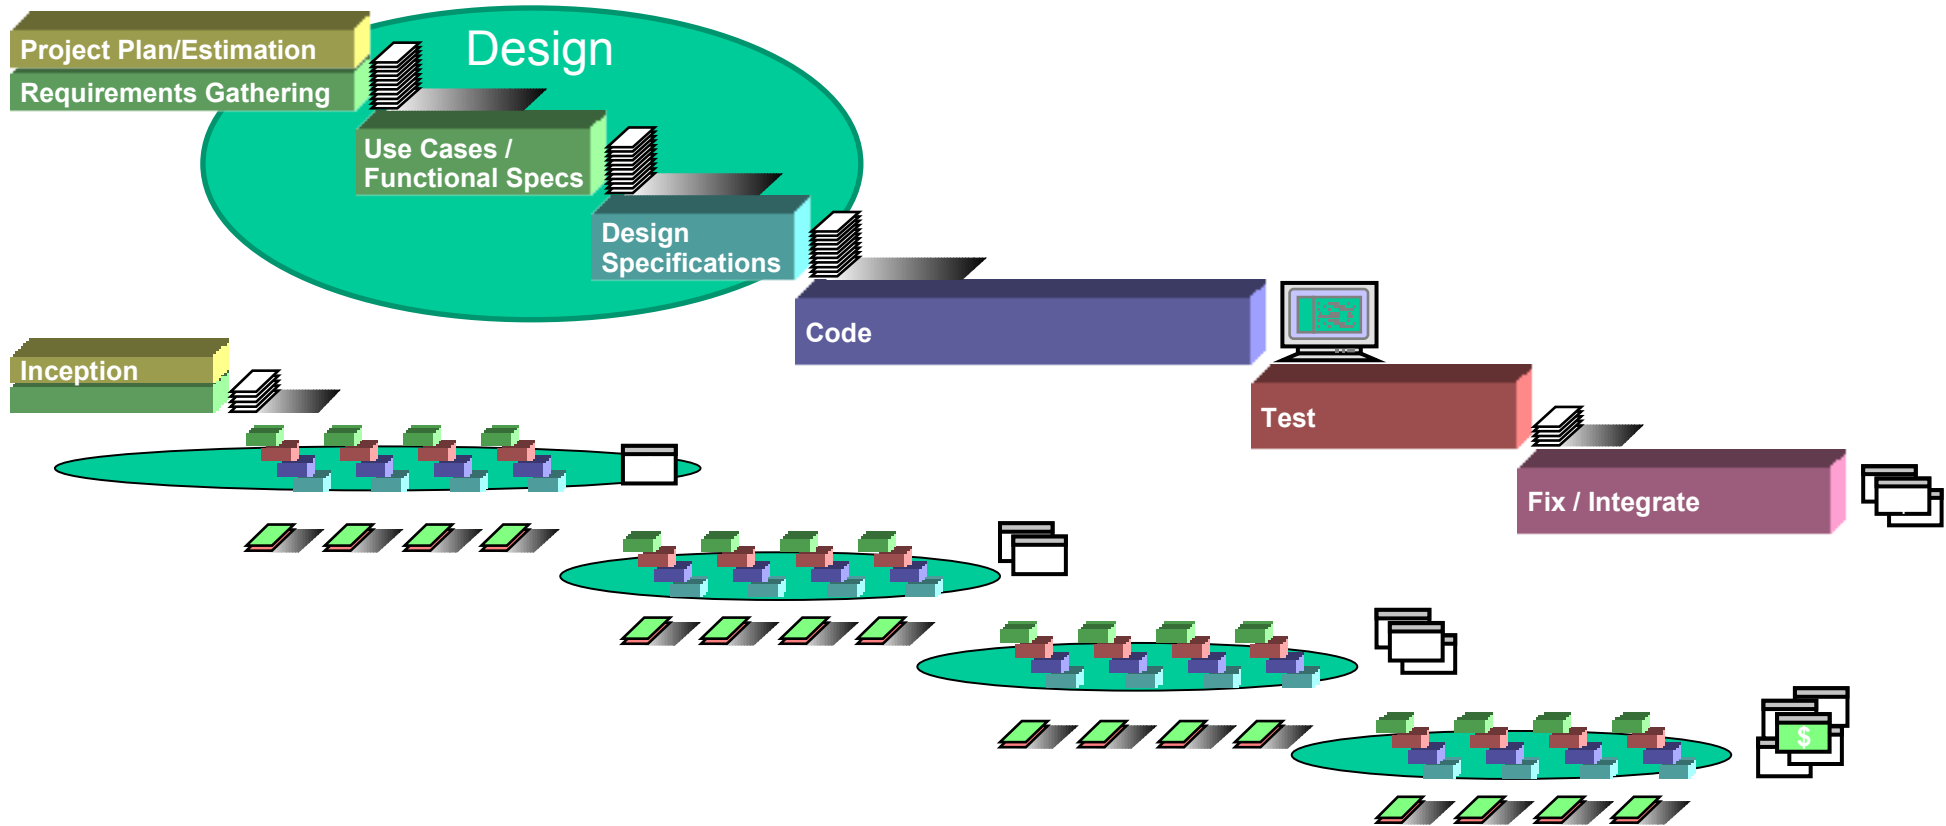 Design
Project Plan/Estimation
Requirements Gathering
Use Cases /
Functional Specs
Design
Specifications
Code
Inception
Test
Fix / Integrate
$